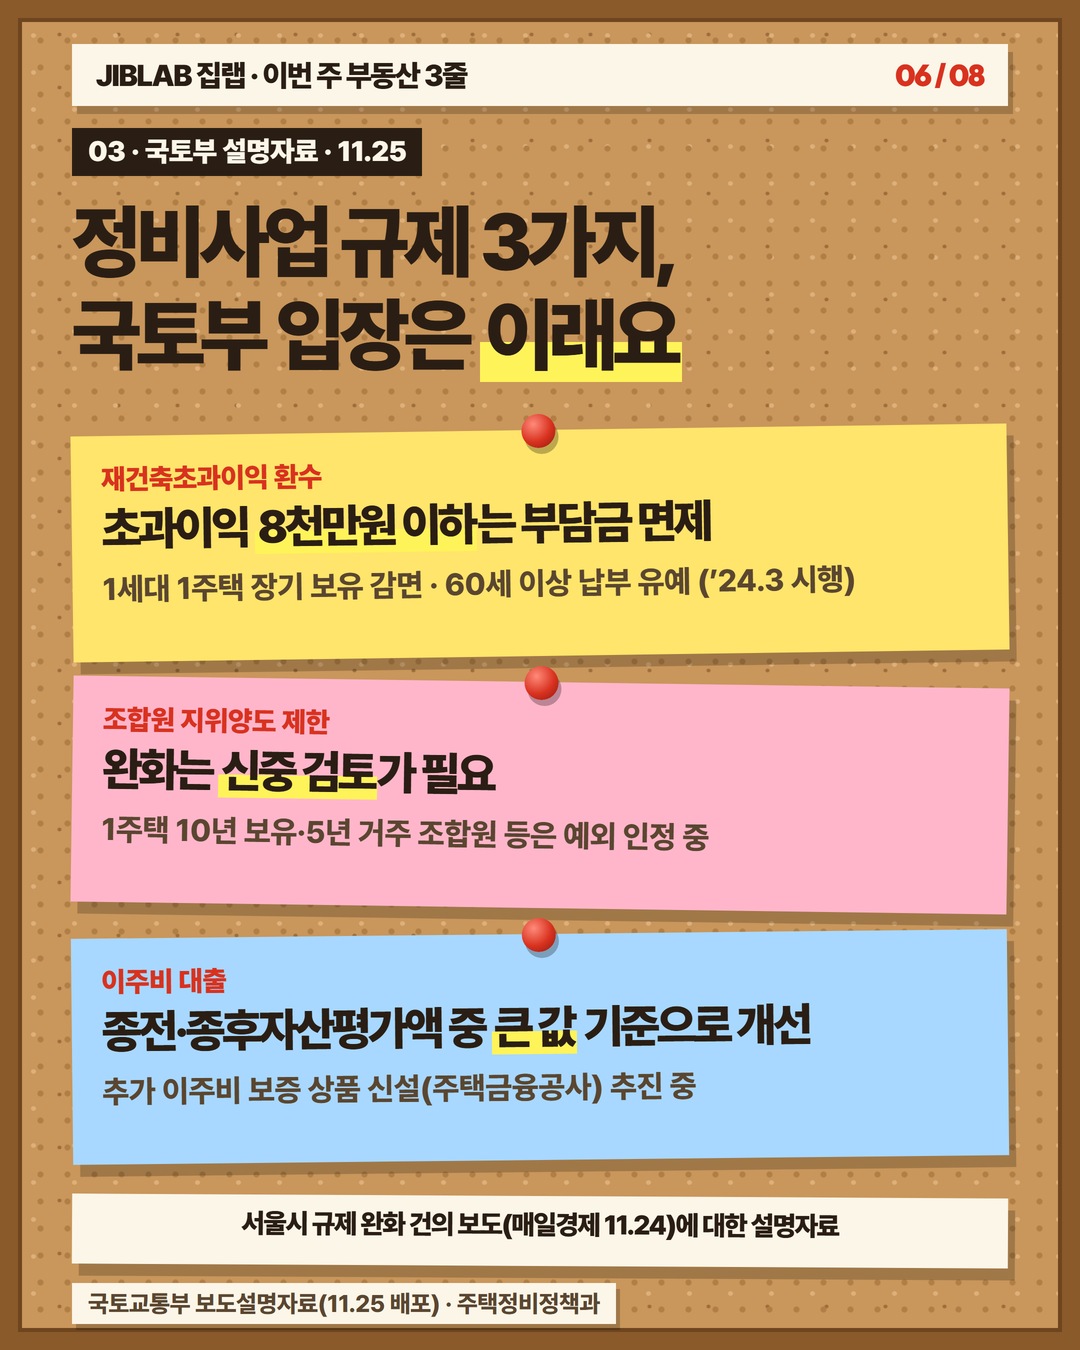 JIBLAB 집랩 · 이번 주 부동산 3줄
06 / 08
03 · 국토부 설명자료 · 11.25
정비사업 규제 3가지,
국토부 입장은 이래요
재건축초과이익 환수
초과이익 8천만원 이하는 부담금 면제
1세대 1주택 장기 보유 감면 · 60세 이상 납부 유예 (’24.3 시행)
조합원 지위양도 제한
완화는 신중 검토가 필요
1주택 10년 보유·5년 거주 조합원 등은 예외 인정 중
이주비 대출
종전·종후자산평가액 중 큰 값 기준으로 개선
추가 이주비 보증 상품 신설(주택금융공사) 추진 중
서울시 규제 완화 건의 보도(매일경제 11.24)에 대한 설명자료
국토교통부 보도설명자료(11.25 배포) · 주택정비정책과